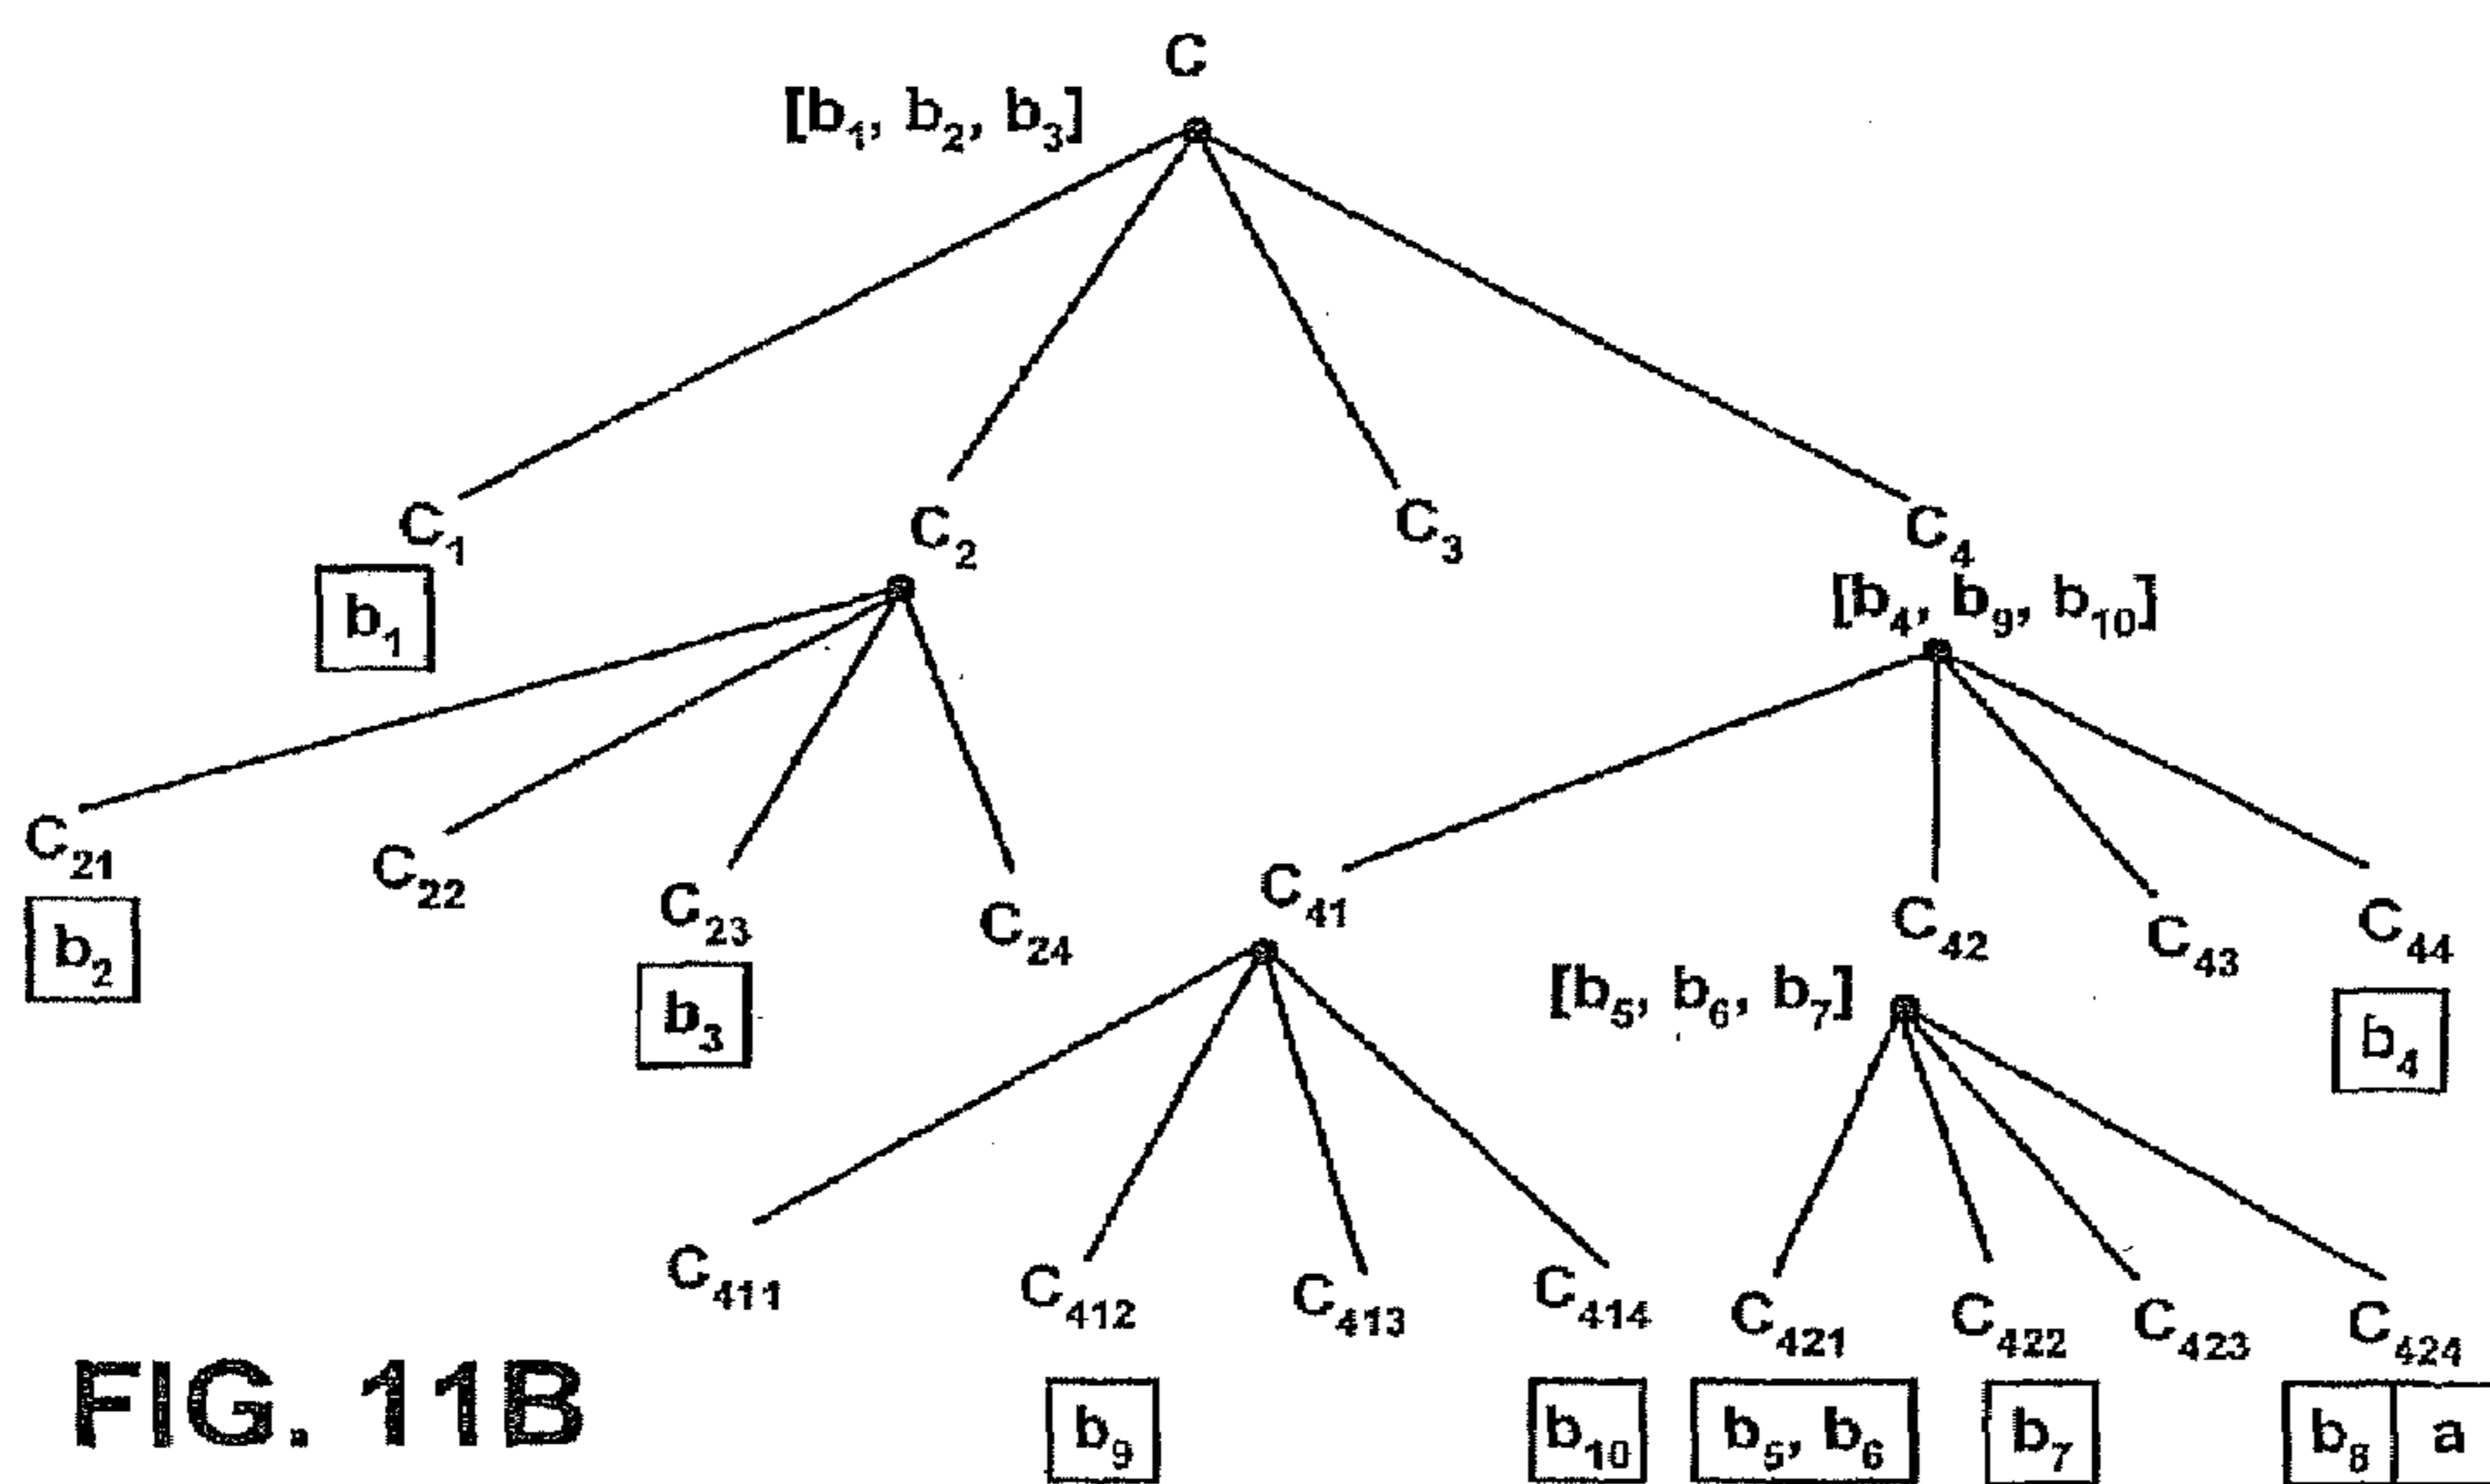 C
[b₁, b₂, b₃]
C₁ C₂ C₃ C₄
b₁
[b₄, b₉, b₁₀]
C₂₁ C₂₂ C₂₃ C₂₄ C₄₁ C₄₂ C₄₃ C₄₄
b₂ b₃ [b₅, b₆, b₇] b₄
C₄₁₁ C₄₁₂ C₄₁₃ C₄₁₄ C₄₂₁ C₄₂₂ C₄₂₃ C₄₂₄
b₉ b₁₀ b₅, b₆ b₇ b₈ a
FIG. 11B